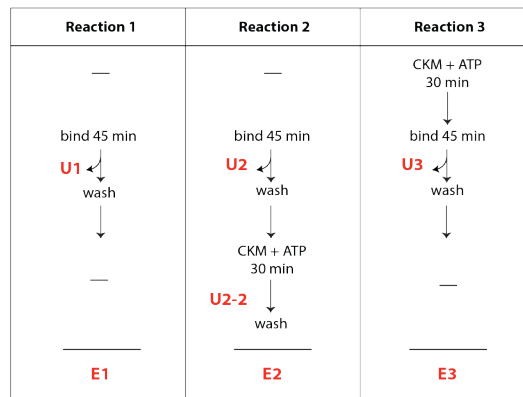 Reaction 1
Reaction 2
Reaction 3
CKM + ATP
30 min
bind 45 min
bind 45 min
bind 45 min
U1
U2
U3
wash
wash
wash
CKM + ATP
30 min
U2-2
wash
E1
E2
E3